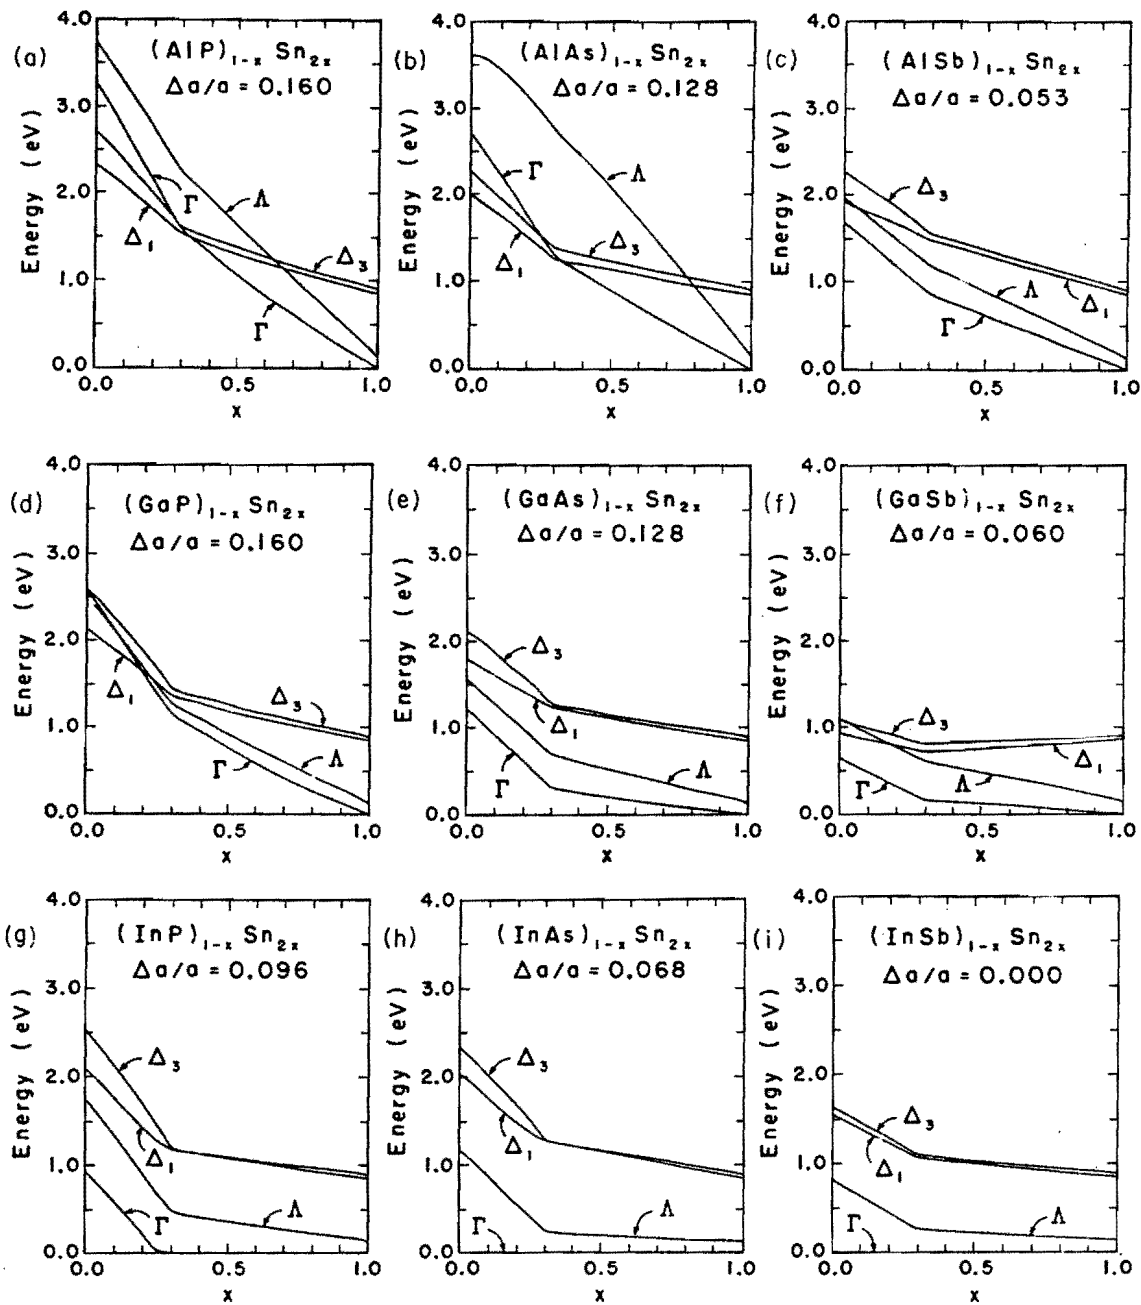 (a)
(AlP)₁₋ₓ Sn₂ₓ
Δa/a = 0.160
4.0
3.0
2.0
1.0
0.0
Energy (eV)
Γ
Λ
Δ₁
Δ₃
Γ
0.0 0.5 1.0
x
(b)
(AlAs)₁₋ₓ Sn₂ₓ
Δa/a = 0.128
4.0
3.0
2.0
1.0
0.0
Energy (eV)
Γ
Λ
Δ₃
Δ₁
Γ
0.0 0.5 1.0
x
(c)
(AlSb)₁₋ₓ Sn₂ₓ
Δa/a = 0.053
4.0
3.0
2.0
1.0
0.0
Energy (eV)
Δ₃
Λ
Δ₁
Γ
0.0 0.5 1.0
x
(d)
(GaP)₁₋ₓ Sn₂ₓ
Δa/a = 0.160
4.0
3.0
2.0
1.0
0.0
Energy (eV)
Δ₁
Δ₃
Γ
Λ
0.0 0.5 1.0
x
(e)
(GaAs)₁₋ₓ Sn₂ₓ
Δa/a = 0.128
4.0
3.0
2.0
1.0
0.0
Energy (eV)
Δ₃
Δ₁
Γ
Λ
0.0 0.5 1.0
x
(f)
(GaSb)₁₋ₓ Sn₂ₓ
Δa/a = 0.060
4.0
3.0
2.0
1.0
0.0
Energy (eV)
Δ₃
Δ₁
Γ
Λ
0.0 0.5 1.0
x
(g)
(InP)₁₋ₓ Sn₂ₓ
Δa/a = 0.096
4.0
3.0
2.0
1.0
0.0
Energy (eV)
Δ₃
Δ₁
Γ
Λ
0.0 0.5 1.0
x
(h)
(InAs)₁₋ₓ Sn₂ₓ
Δa/a = 0.068
4.0
3.0
2.0
1.0
0.0
Energy (eV)
Δ₃
Δ₁
Γ
Λ
0.0 0.5 1.0
x
(i)
(InSb)₁₋ₓ Sn₂ₓ
Δa/a = 0.000
4.0
3.0
2.0
1.0
0.0
Energy (eV)
Δ₃
Δ₁
Γ
Λ
0.0 0.5 1.0
x